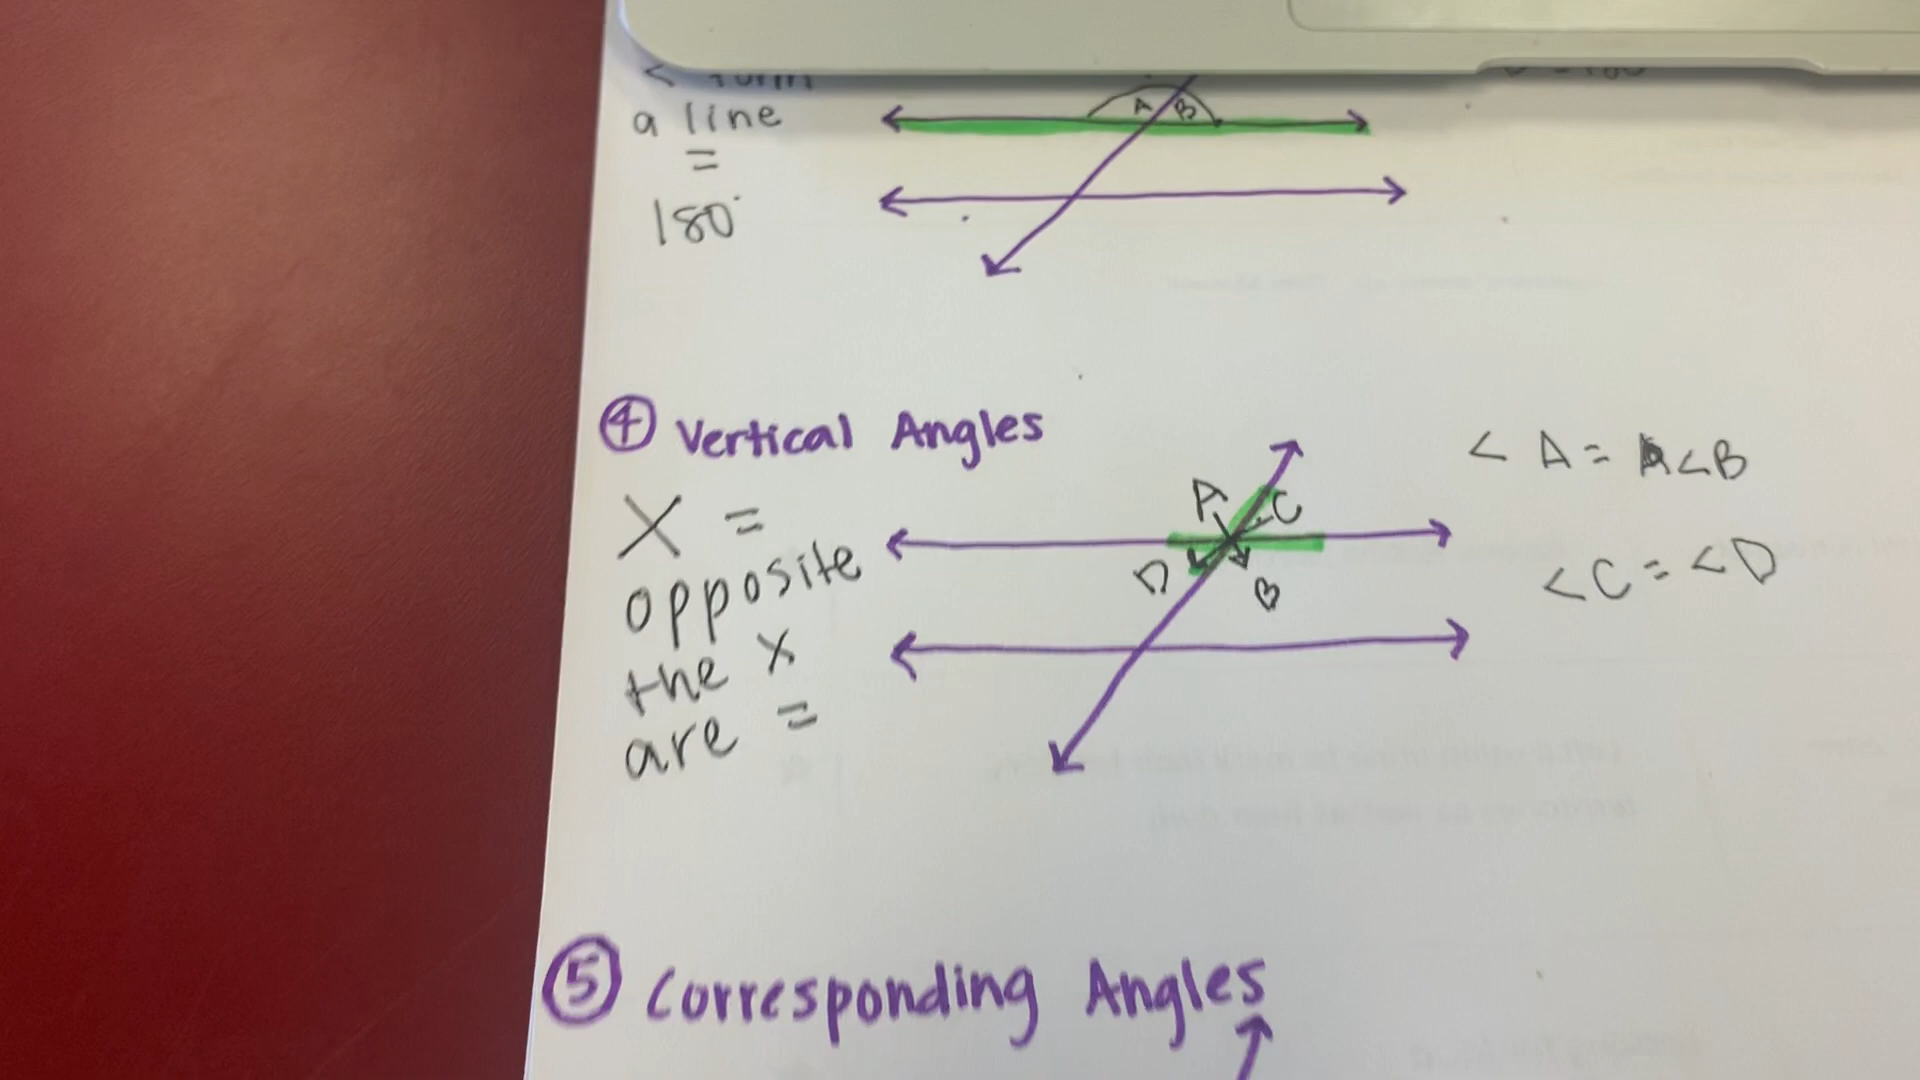 a line
=
180°
A B
④ Vertical Angles
X =
opposite
the X
are =
A C
D B
< A = <B
<C = <D
⑤ Corresponding Angles